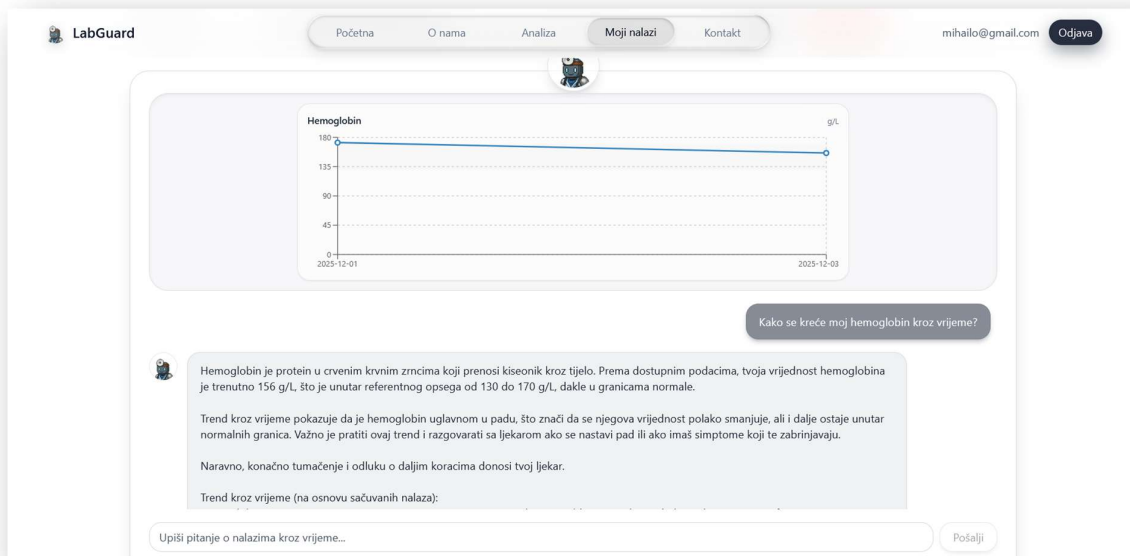 LabGuard
Početna O nama Analiza Moji nalazi Kontakt
mihailo@gmail.com Odjava
Hemoglobin g/L
180
135
90
45
0
2025-12-01 2025-12-03
Kako se kreće moj hemoglobin kroz vrijeme?
Hemoglobin je protein u crvenim krvnim zrncima koji prenosi kiseonik kroz tijelo. Prema dostupnim podacima, tvoja vrijednost hemoglobina
je trenutno 156 g/L, što je unutar referentnog opsega od 130 do 170 g/L, dakle u granicama normale.
Trend kroz vrijeme pokazuje da je hemoglobin uglavnom u padu, što znači da se njegova vrijednost polako smanjuje, ali i dalje ostaje unutar
normalnih granica. Važno je pratiti ovaj trend i razgovarati sa ljekarom ako se nastavi pad ili ako imaš simptome koji te zabrinjavaju.
Naravno, konačno tumačenje i odluku o daljim koracima donosi tvoj ljekar.
Trend kroz vrijeme (na osnovu sačuvanih nalaza):
Upiši pitanje o nalazima kroz vrijeme...
Pošalji